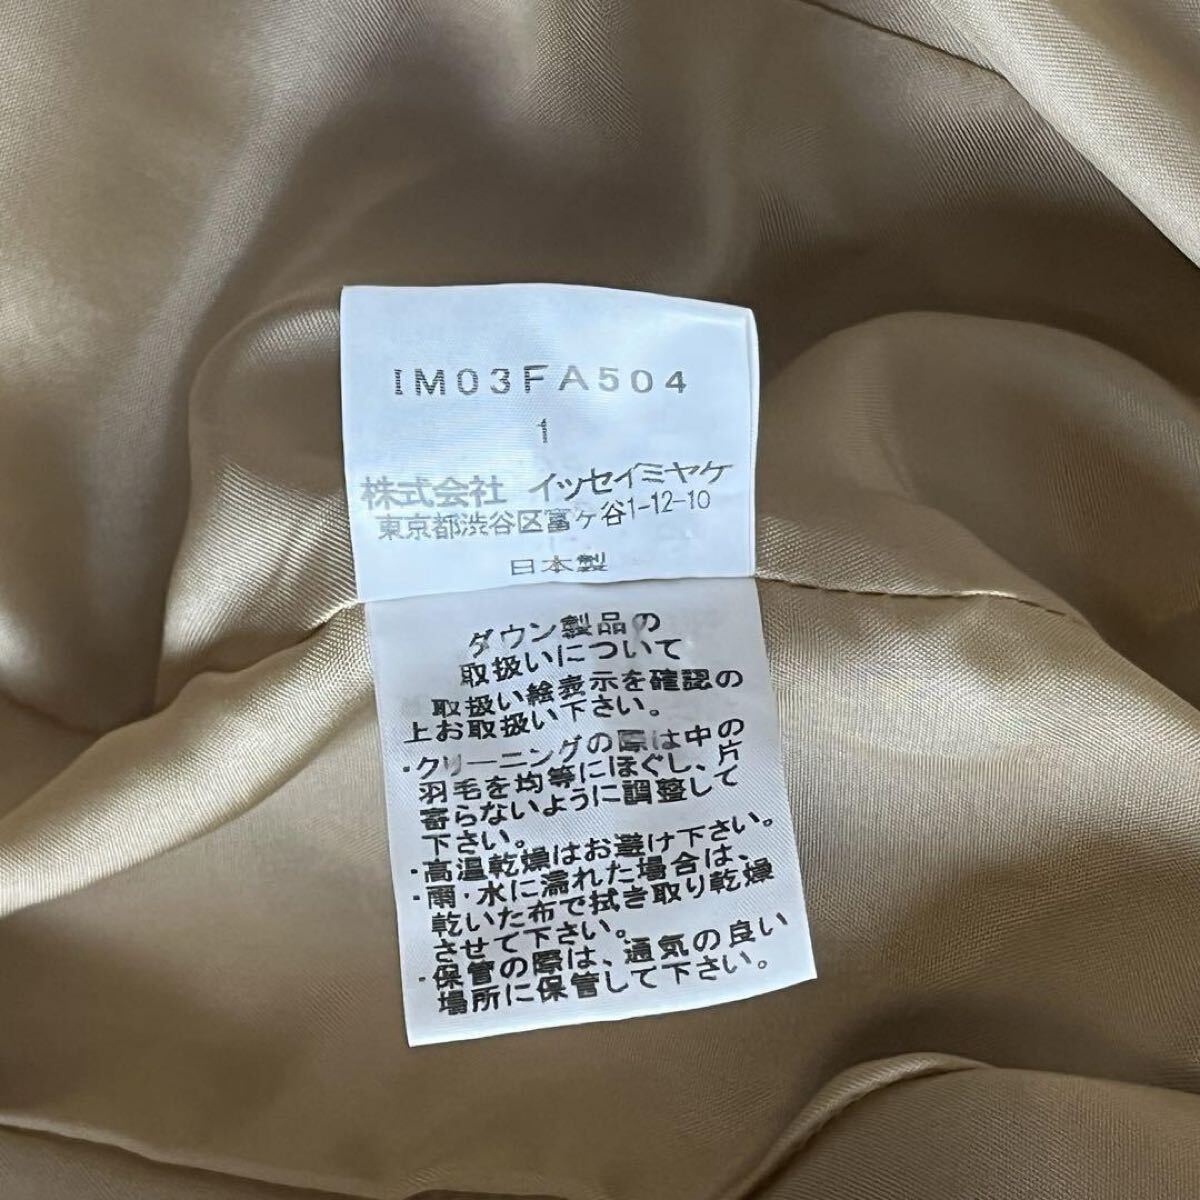 IM03FA504
1
株式会社 イッセイミヤケ
東京都渋谷区富ヶ谷1-12-10
日本製
ダウン製品の
取扱いについて
取扱い絵表示を確認の
上お取扱い下さい。
・クリーニングの際は中の
羽毛を均等にほぐし、片
寄らないように調整して
下さい。
・高温乾燥はお避け下さい。
・雨・水に濡れた場合は、
乾いた布で拭き取り乾燥
させて下さい。
・保管の際は、通気の良い
場所に保管して下さい。